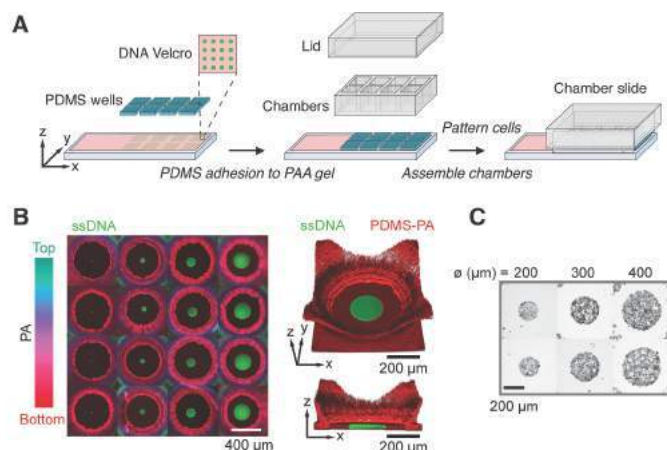 A
DNA Velcro
PDMS wells
z
y
x
PDMS adhesion to PAA gel
Lid
Chambers
Pattern cells
Assemble chambers
Chamber slide
B
ssDNA
Top
PA
Bottom
400 µm
ssDNA PDMS-PA
z
y
x
200 µm
z
x
200 µm
C
ø (µm) = 200 300 400
200 µm